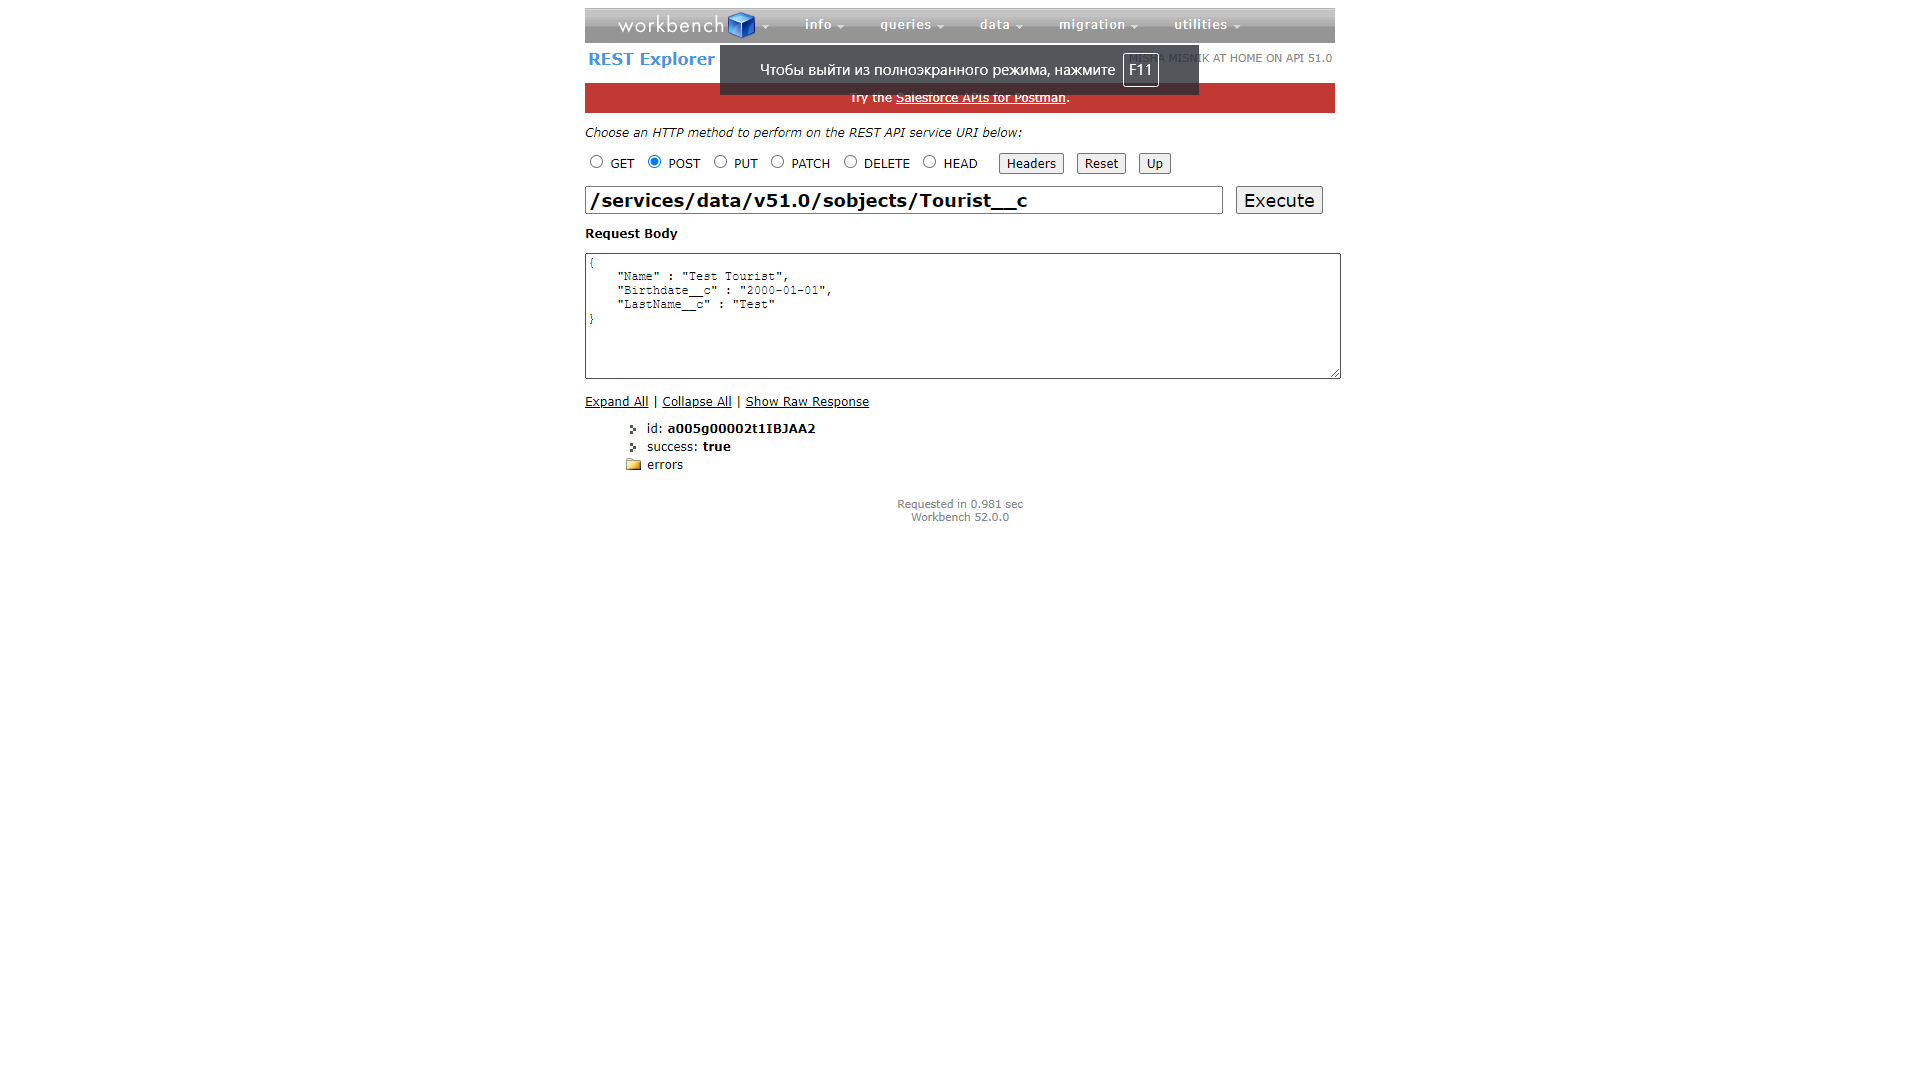 workbench info queries data migration utilities
REST Explorer
Чтобы выйти из полноэкранного режима, нажмите F11
MISHA MISNIK AT HOME ON API 51.0
Try the Salesforce APIs for Postman.
Choose an HTTP method to perform on the REST API service URI below:
GET POST PUT PATCH DELETE HEAD Headers Reset Up
/services/data/v51.0/sobjects/Tourist__c Execute
Request Body
{
"Name" : "Test Tourist",
"Birthdate__c" : "2000-01-01",
"LastName__c" : "Test"
}
Expand All | Collapse All | Show Raw Response
id: a005g00002t1IBJAA2
success: true
errors
Requested in 0.981 sec
Workbench 52.0.0